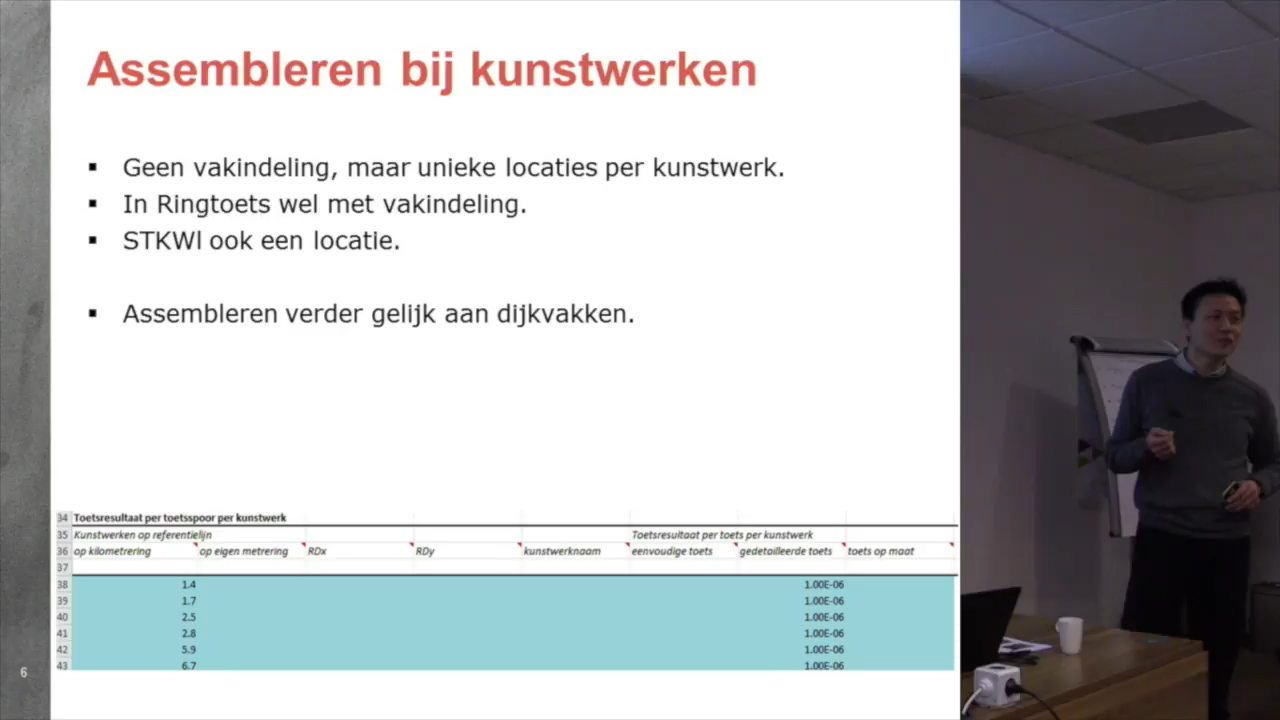 Assembleren bij kunstwerken
▪ Geen vakindeling, maar unieke locaties per kunstwerk.
▪ In Ringtoets wel met vakindeling.
▪ STKWl ook een locatie.
▪ Assembleren verder gelijk aan dijkvakken.
34 Toetsresultaat per toetsspoor per kunstwerk
35 Kunstwerken op referentielijn Toetsresultaat per toets per kunstwerk
36 op kilometrering op eigen metrering RDx RDy kunstwerknaam eenvoudige toets gedetailleerde toets toets op maat
37
38 1.4 1.00E-06
39 1.7 1.00E-06
40 2.5 1.00E-06
41 2.8 1.00E-06
42 5.9 1.00E-06
43 6.7 1.00E-06
6